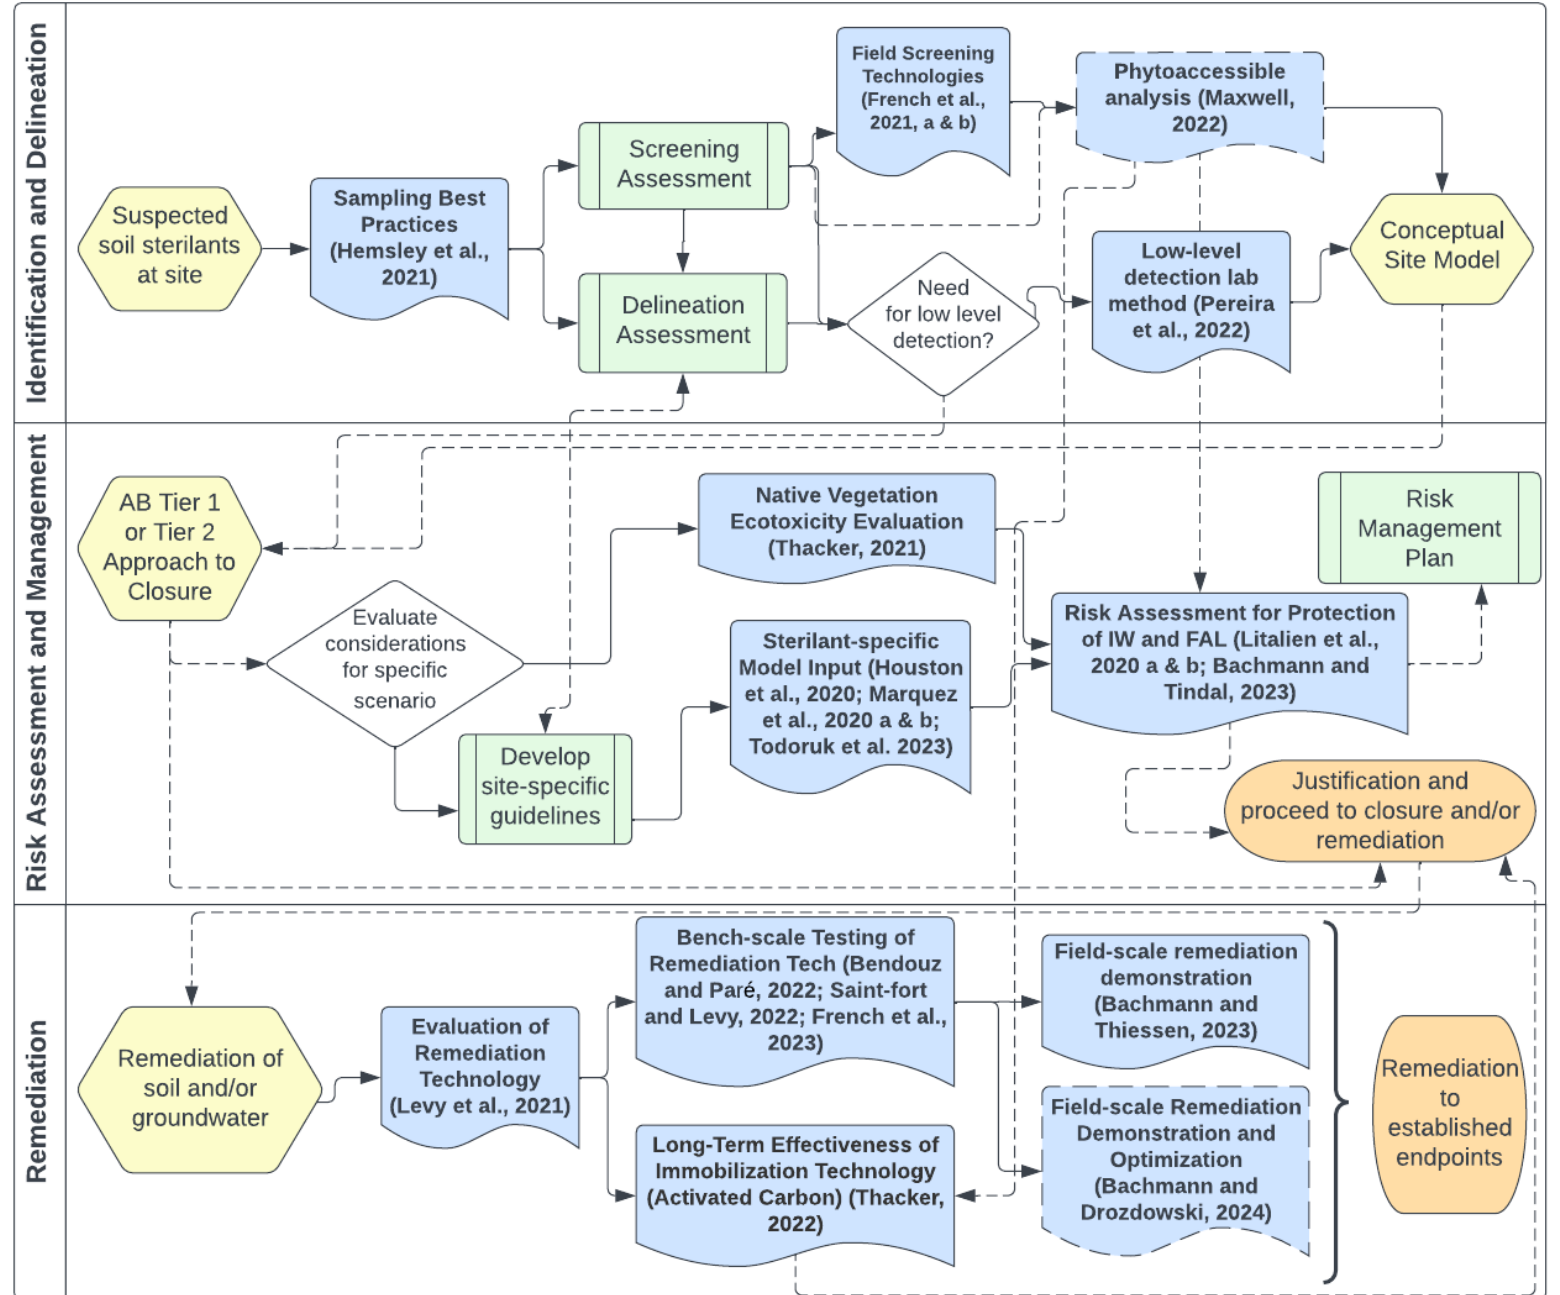 Identification and Delineation
Suspected
soil sterilants
at site
Sampling Best
Practices
(Hemsley et al.,
2021)
Screening
Assessment
Delineation
Assessment
Field Screening
Technologies
(French et al.,
2021, a & b)
Need
for low level
detection?
Phytoaccessible
analysis (Maxwell,
2022)
Low-level
detection lab
method (Pereira
et al., 2022)
Conceptual
Site Model
Risk Assessment and Management
AB Tier 1
or Tier 2
Approach to
Closure
Evaluate
considerations
for specific
scenario
Develop
site-specific
guidelines
Native Vegetation
Ecotoxicity Evaluation
(Thacker, 2021)
Sterilant-specific
Model Input (Houston
et al., 2020; Marquez
et al., 2020 a & b;
Todoruk et al. 2023)
Risk Assessment for Protection
of IW and FAL (Litalien et al.,
2020 a & b; Bachmann and
Tindal, 2023)
Risk
Management
Plan
Justification and
proceed to closure and/or
remediation
Remediation
Remediation of
soil and/or
groundwater
Evaluation of
Remediation
Technology
(Levy et al., 2021)
Bench-scale Testing of
Remediation Tech (Bendouz
and Paré, 2022; Saint-fort
and Levy, 2022; French et al.,
2023)
Long-Term Effectiveness of
Immobilization Technology
(Activated Carbon) (Thacker,
2022)
Field-scale remediation
demonstration
(Bachmann and
Thiessen, 2023)
Field-scale Remediation
Demonstration and
Optimization
(Bachmann and
Drozdowski, 2024)
Remediation
to
established
endpoints